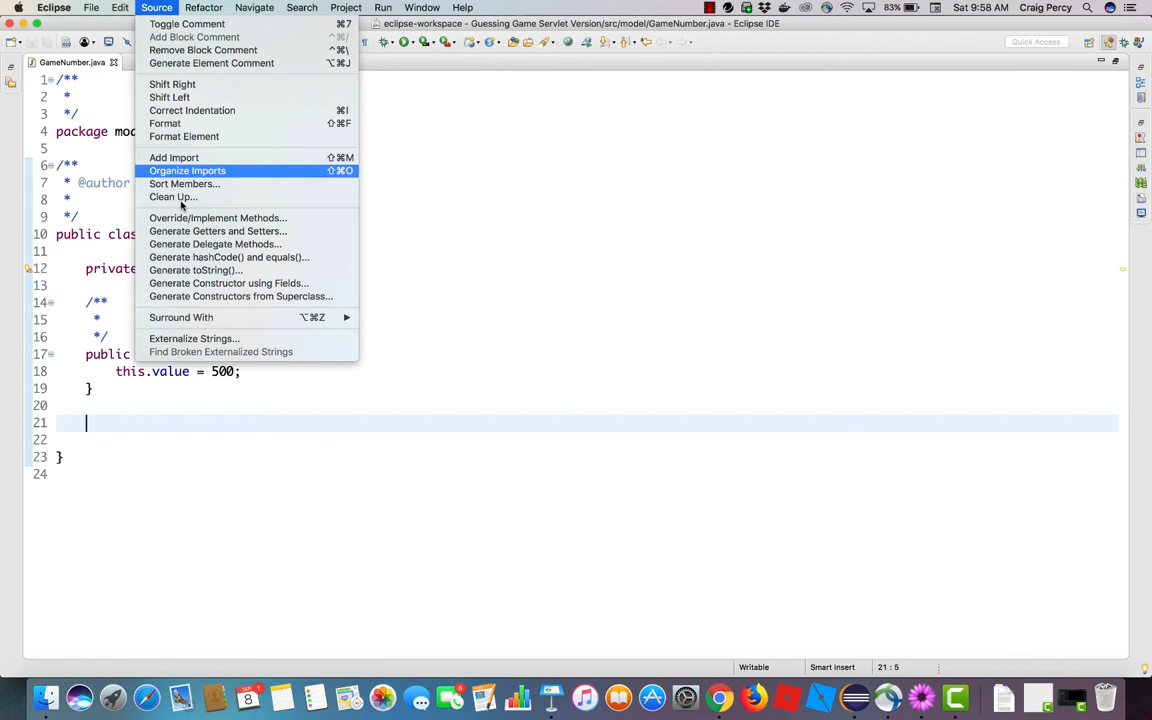 Eclipse File Edit Source Refactor Navigate Search Project Run Window Help 83% Sat 9:58 AM Craig Percy
eclipse-workspace - Guessing Game Servlet Version/src/model/GameNumber.java - Eclipse IDE
Quick Access
GameNumber.java
Toggle Comment ⌘7
Add Block Comment ^⌘/
Remove Block Comment ^⌘\
Generate Element Comment ⌥⌘J
Shift Right
Shift Left
Correct Indentation ⌘I
Format ⇧⌘F
Format Element
Add Import ⇧⌘M
Organize Imports ⇧⌘O
Sort Members...
Clean Up...
Override/Implement Methods...
Generate Getters and Setters...
Generate Delegate Methods...
Generate hashCode() and equals()...
Generate toString()...
Generate Constructor using Fields...
Generate Constructors from Superclass...
Surround With ⌥⌘Z
Externalize Strings...
Find Broken Externalized Strings
1 /**
2 *
3 */
4 package mod
5
6 /**
7 * @author
8 *
9 */
10 public clas
11
12 private
13
14 /**
15 *
16 */
17 public
18 this.value = 500;
19 }
20
21
22
23 }
24
Writable Smart Insert 21 : 5